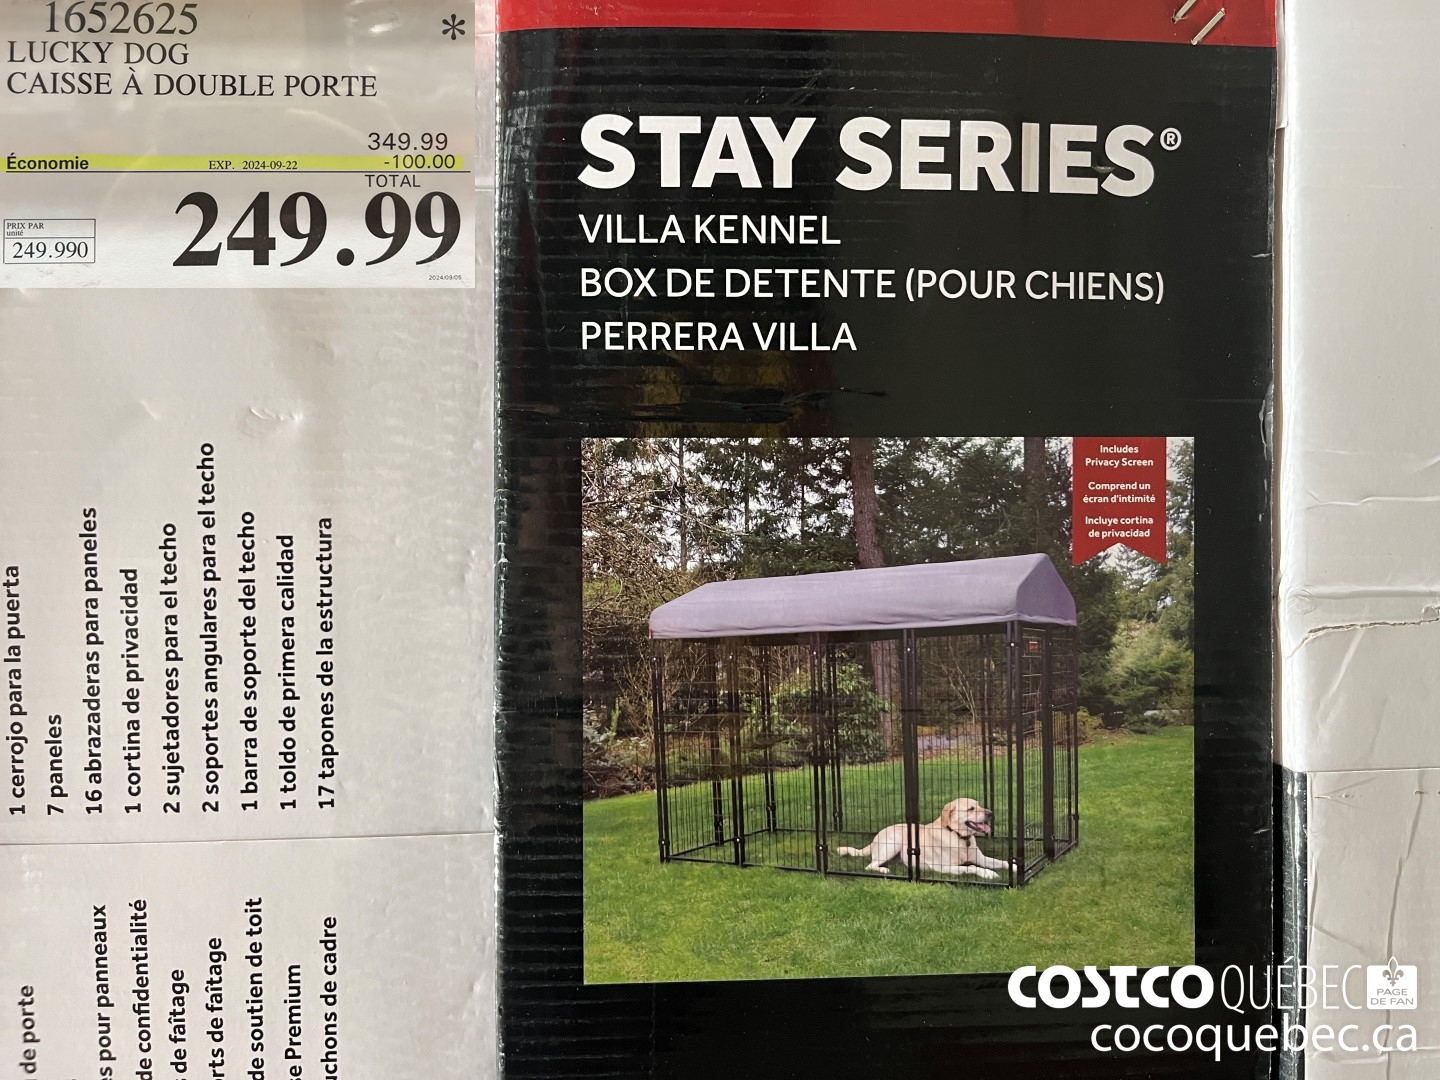 1652625
*
LUCKY DOG
CAISSE À DOUBLE PORTE
349.99
Économie EXP. 2024-09-22 -100.00
TOTAL
PRIX PAR
unité
249.990
249.99
2024/09/05
STAY SERIES®
VILLA KENNEL
BOX DE DETENTE (POUR CHIENS)
PERRERA VILLA
Includes
Privacy Screen
Comprend un
écran d'intimité
Incluye cortina
de privacidad
1 cerrojo para la puerta
7 paneles
16 abrazaderas para paneles
1 cortina de privacidad
2 sujetadores para el techo
2 soportes angulares para el techo
1 barra de soporte del techo
1 toldo de primera calidad
17 tapones de la estructura
de porte
pour panneaux
de confidentialité
de faîtage
de faîtage
de soutien de toit
Premium
de cadre
COSTCO QUÉBEC
PAGE
DE FAN
cocoquebec.ca